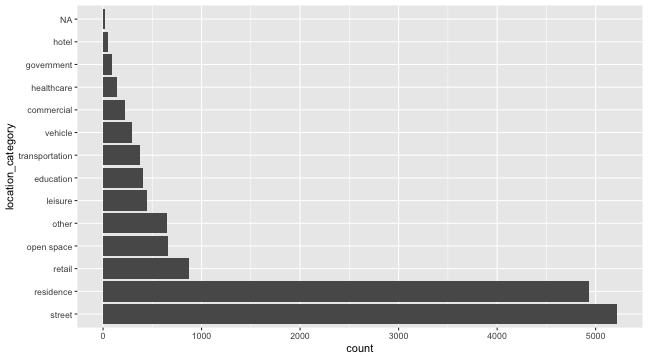 NA
hotel
government
healthcare
commercial
vehicle
transportation
education
leisure
other
open space
retail
residence
street
location_category
0 1000 2000 3000 4000 5000
count